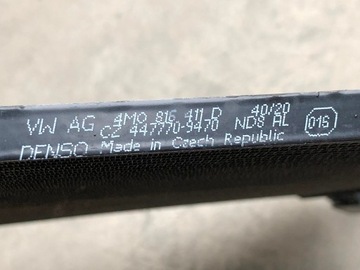 40/20
VW AG 4M0 816 411 D
CZ 447770-9470 ND8 AL 016
DENSO Made in Czech Republic